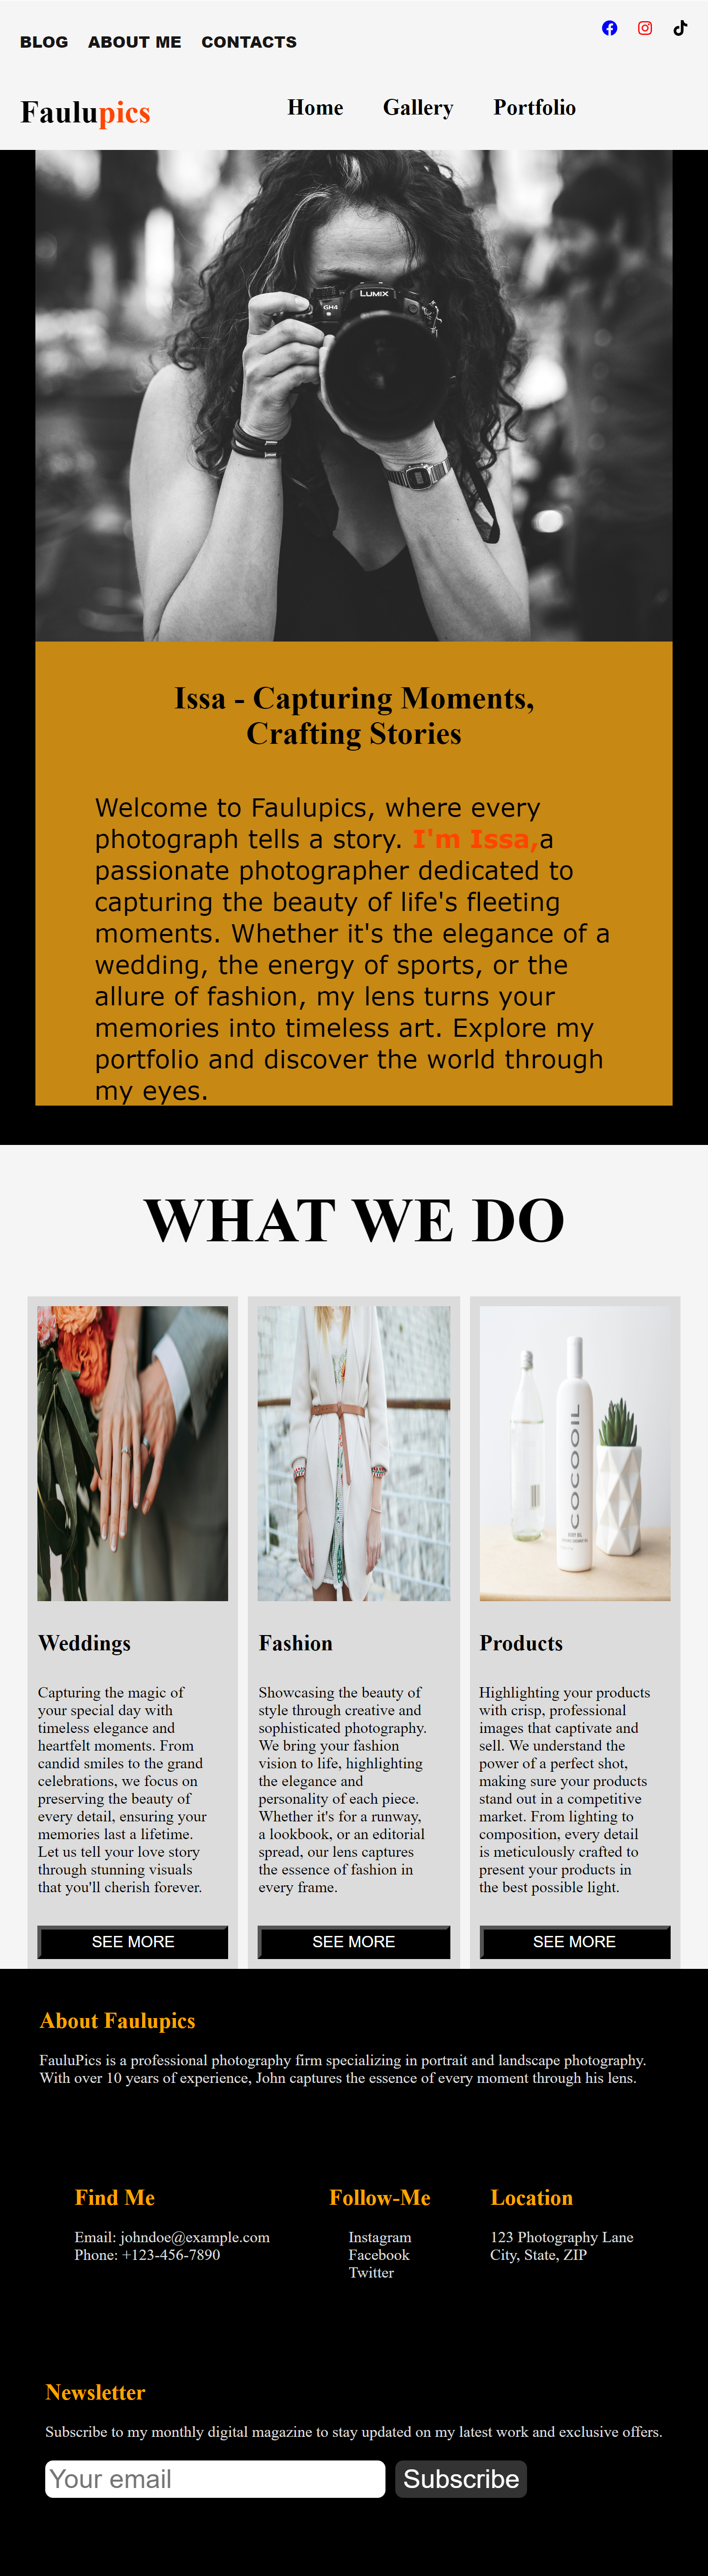 BLOG ABOUT ME CONTACTS
Faulupics
Home Gallery Portfolio
LUMIX
GH4
Issa - Capturing Moments,
Crafting Stories
Welcome to Faulupics, where every
photograph tells a story. I'm Issa,a
passionate photographer dedicated to
capturing the beauty of life's fleeting
moments. Whether it's the elegance of a
wedding, the energy of sports, or the
allure of fashion, my lens turns your
memories into timeless art. Explore my
portfolio and discover the world through
my eyes.
WHAT WE DO
COCOOIL
Weddings
Capturing the magic of
your special day with
timeless elegance and
heartfelt moments. From
candid smiles to the grand
celebrations, we focus on
preserving the beauty of
every detail, ensuring your
memories last a lifetime.
Let us tell your love story
through stunning visuals
that you'll cherish forever.
SEE MORE
Fashion
Showcasing the beauty of
style through creative and
sophisticated photography.
We bring your fashion
vision to life, highlighting
the elegance and
personality of each piece.
Whether it's for a runway,
a lookbook, or an editorial
spread, our lens captures
the essence of fashion in
every frame.
SEE MORE
Products
Highlighting your products
with crisp, professional
images that captivate and
sell. We understand the
power of a perfect shot,
making sure your products
stand out in a competitive
market. From lighting to
composition, every detail
is meticulously crafted to
present your products in
the best possible light.
SEE MORE
About Faulupics
FauluPics is a professional photography firm specializing in portrait and landscape photography.
With over 10 years of experience, John captures the essence of every moment through his lens.
Find Me
Email: johndoe@example.com
Phone: +123-456-7890
Follow-Me
Instagram
Facebook
Twitter
Location
123 Photography Lane
City, State, ZIP
Newsletter
Subscribe to my monthly digital magazine to stay updated on my latest work and exclusive offers.
Your email
Subscribe